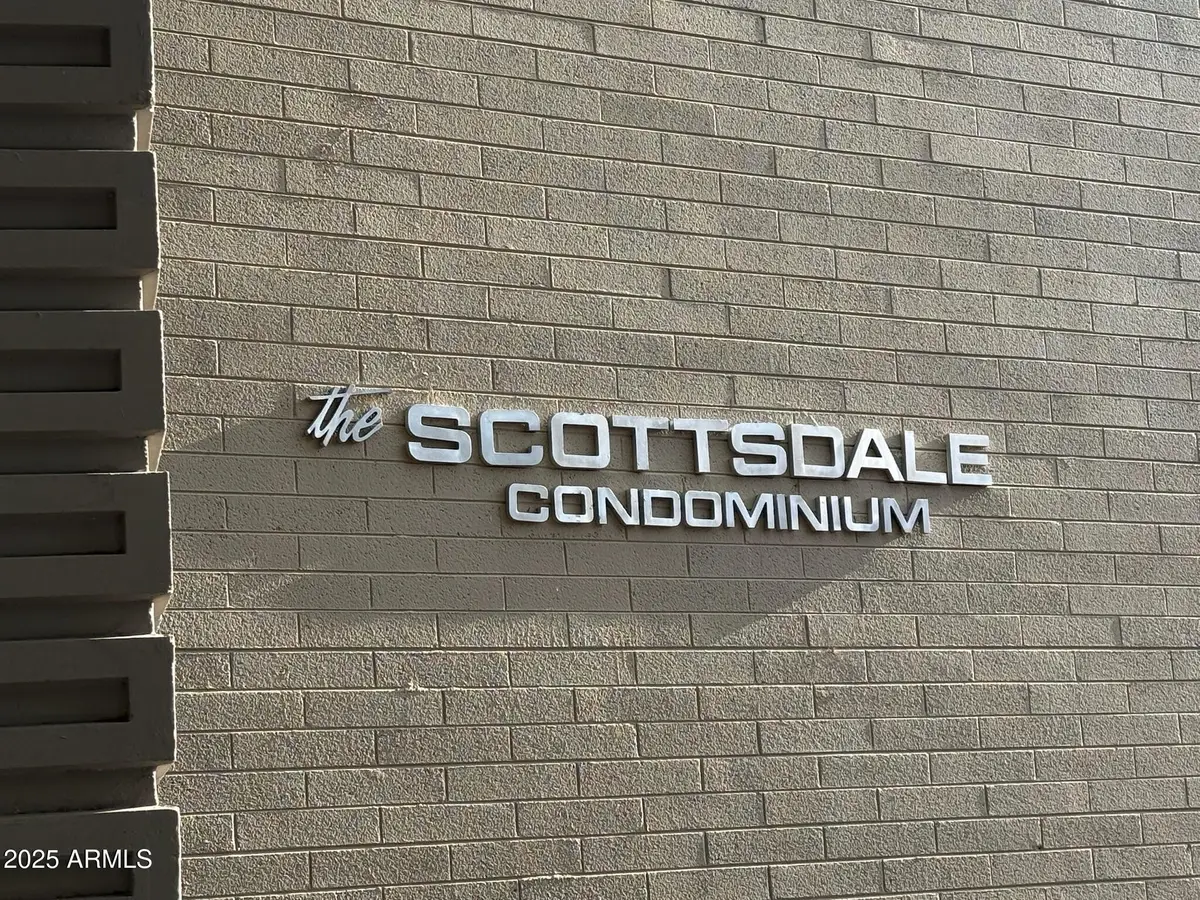 the SCOTTSDALE
CONDOMINIUM
2025 ARMLS